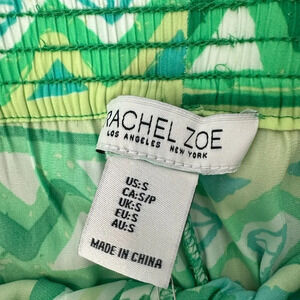 RACHEL ZOE
LOS ANGELES NEW YORK
US:S
CA:S/P
UK:S
EU:S
AU:S
MADE IN CHINA